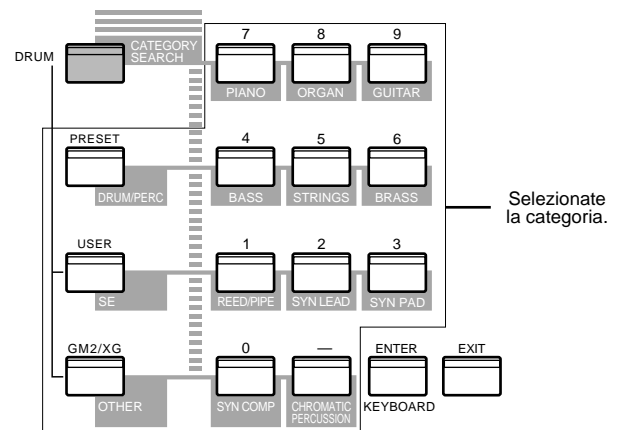 DRUM
CATEGORY
SEARCH
7 8 9
PIANO ORGAN GUITAR
PRESET 4 5 6
DRUM/PERC BASS STRINGS BRASS
Selezionate
la categoria.
USER 1 2 3
SE REED/PIPE SYN LEAD SYN PAD
GM2/XG 0 — ENTER EXIT
OTHER SYN COMP CHROMATIC
PERCUSSION KEYBOARD